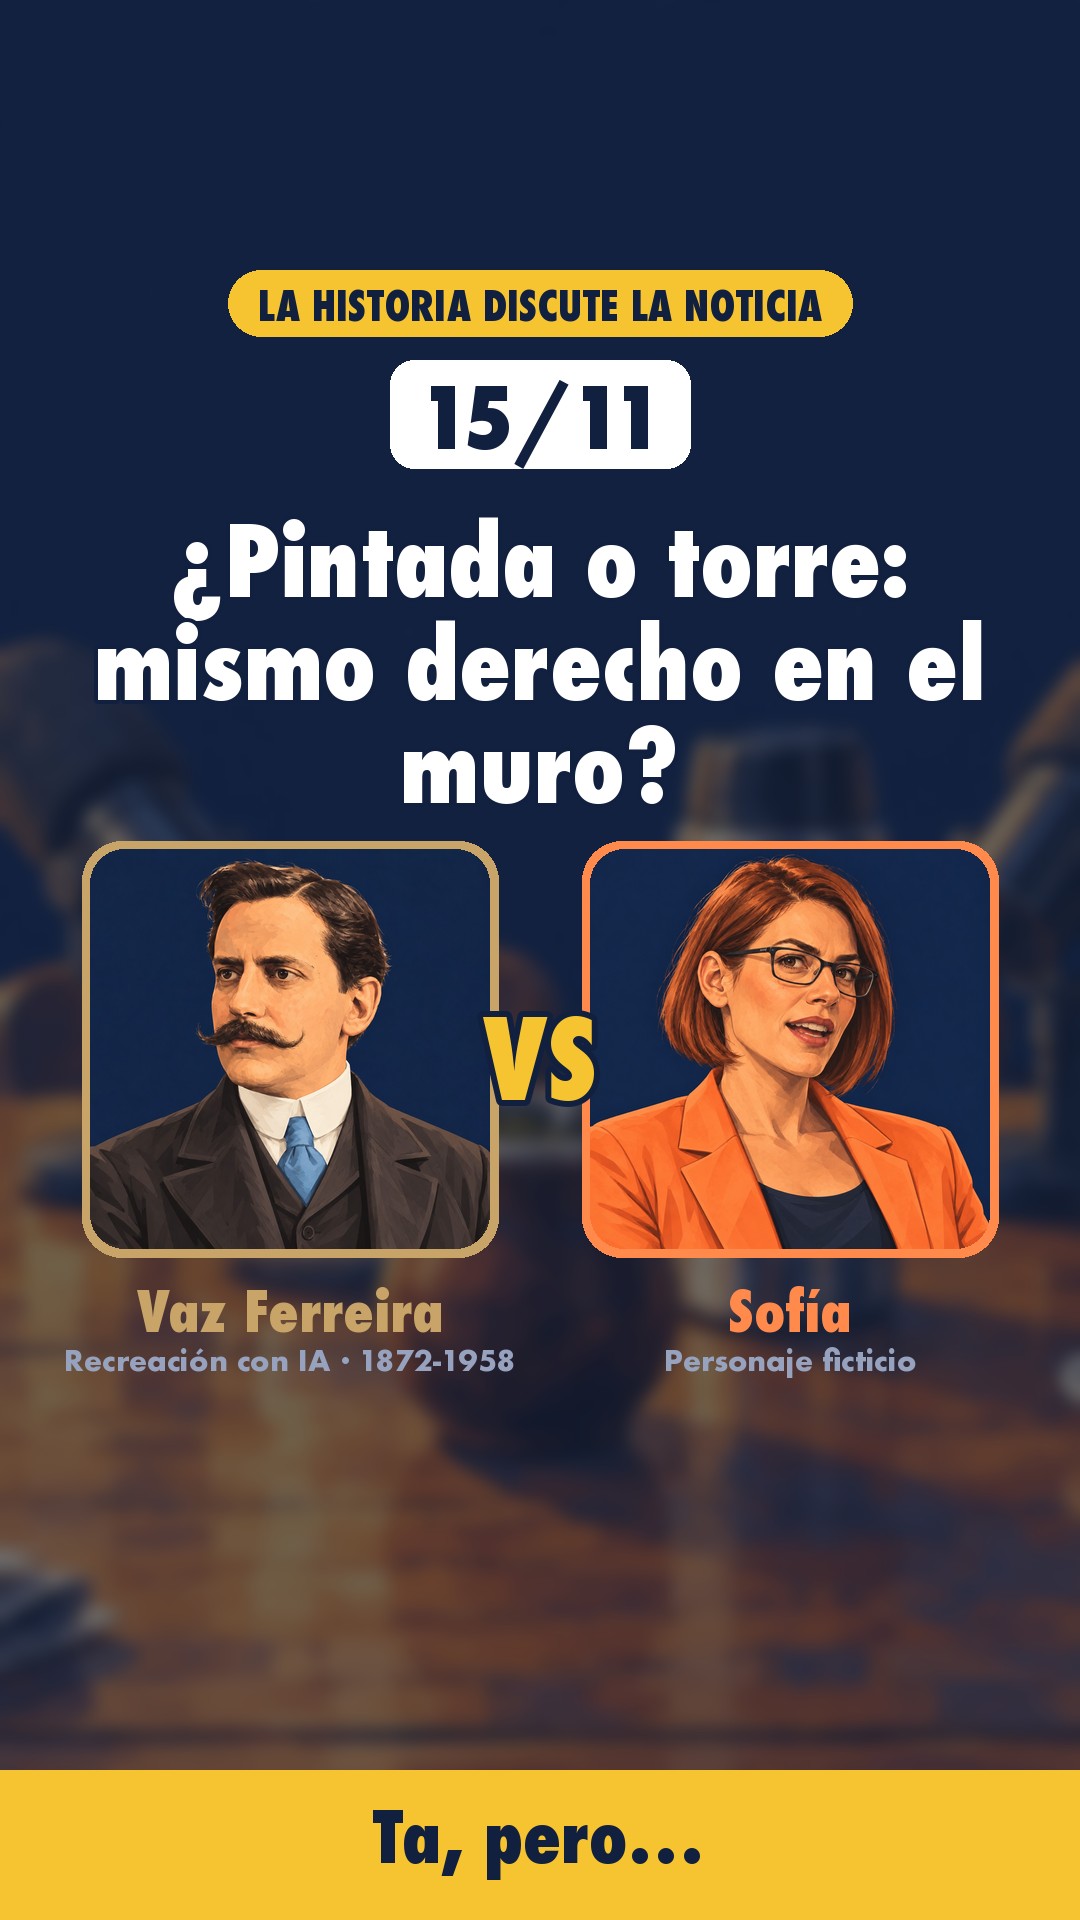 LA HISTORIA DISCUTE LA NOTICIA
15/11
¿Pintada o torre:
mismo derecho en el
muro?
VS
Vaz Ferreira
Recreación con IA • 1872-1958
Sofía
Personaje ficticio
Ta, pero...